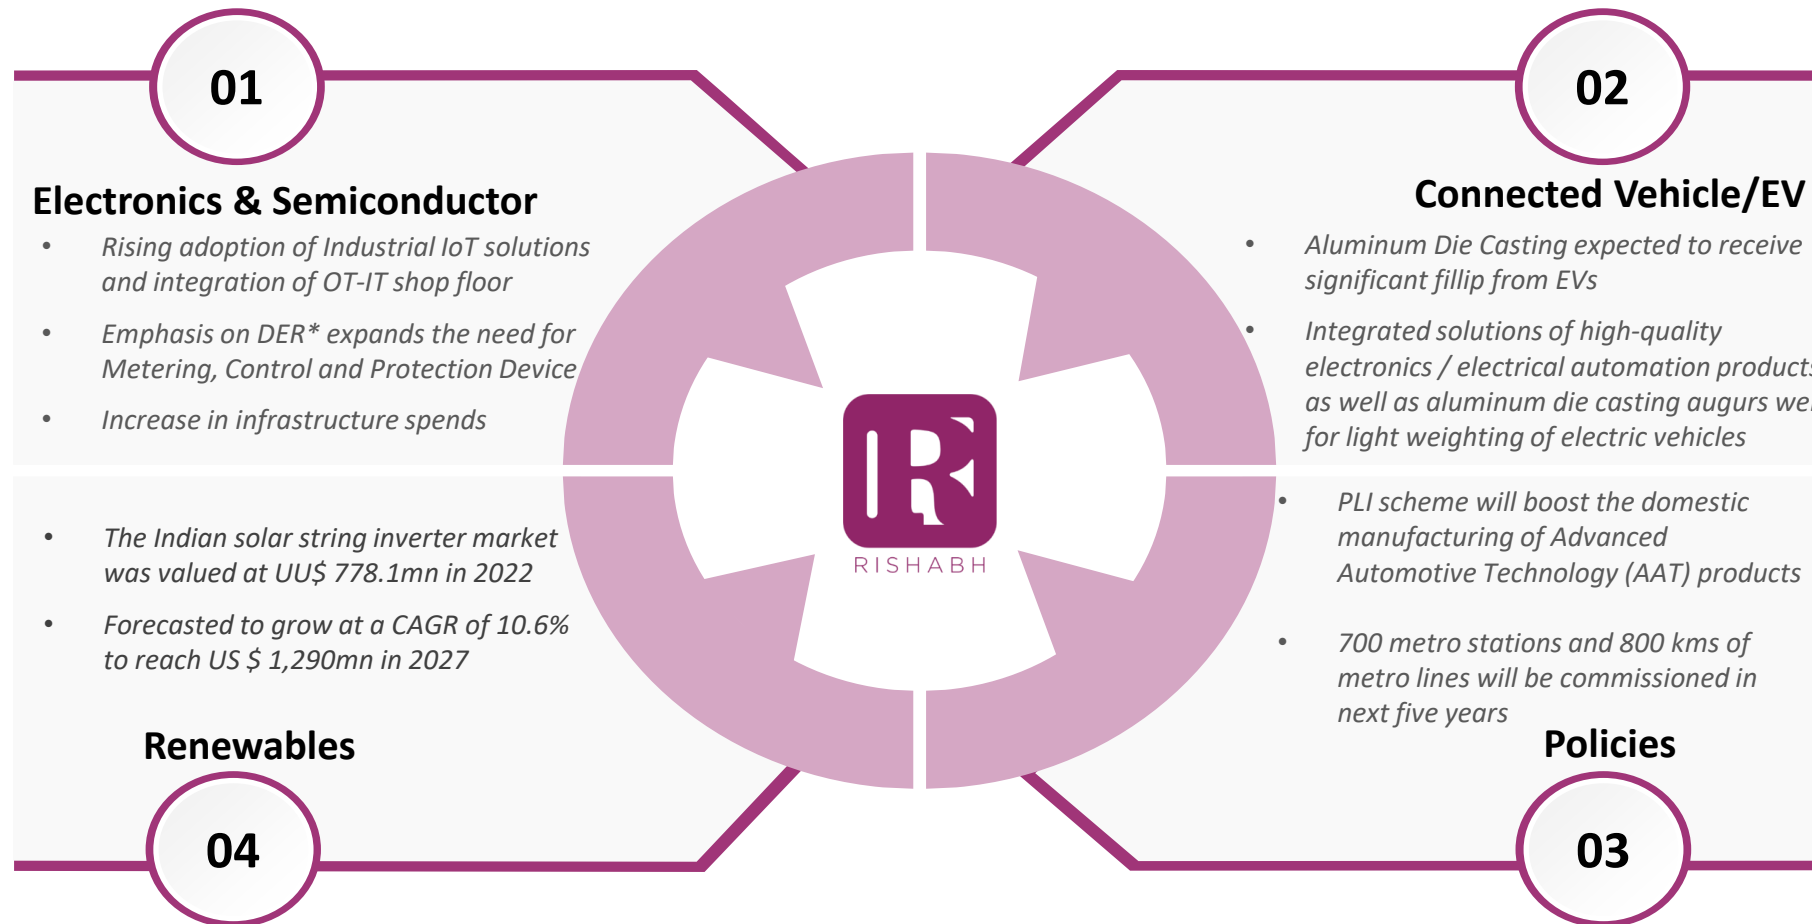 01
Electronics & Semiconductor
• Rising adoption of Industrial IoT solutions
and integration of OT-IT shop floor
• Emphasis on DER* expands the need for
Metering, Control and Protection Device
• Increase in infrastructure spends
02
Connected Vehicle/EV
• Aluminum Die Casting expected to receive
significant fillip from EVs
• Integrated solutions of high-quality
electronics / electrical automation products
as well as aluminum die casting augurs wel
for light weighting of electric vehicles
RISHABH
• The Indian solar string inverter market
was valued at UU$ 778.1mn in 2022
• Forecasted to grow at a CAGR of 10.6%
to reach US $ 1,290mn in 2027
Renewables
04
• PLI scheme will boost the domestic
manufacturing of Advanced
Automotive Technology (AAT) products
• 700 metro stations and 800 kms of
metro lines will be commissioned in
next five years
Policies
03